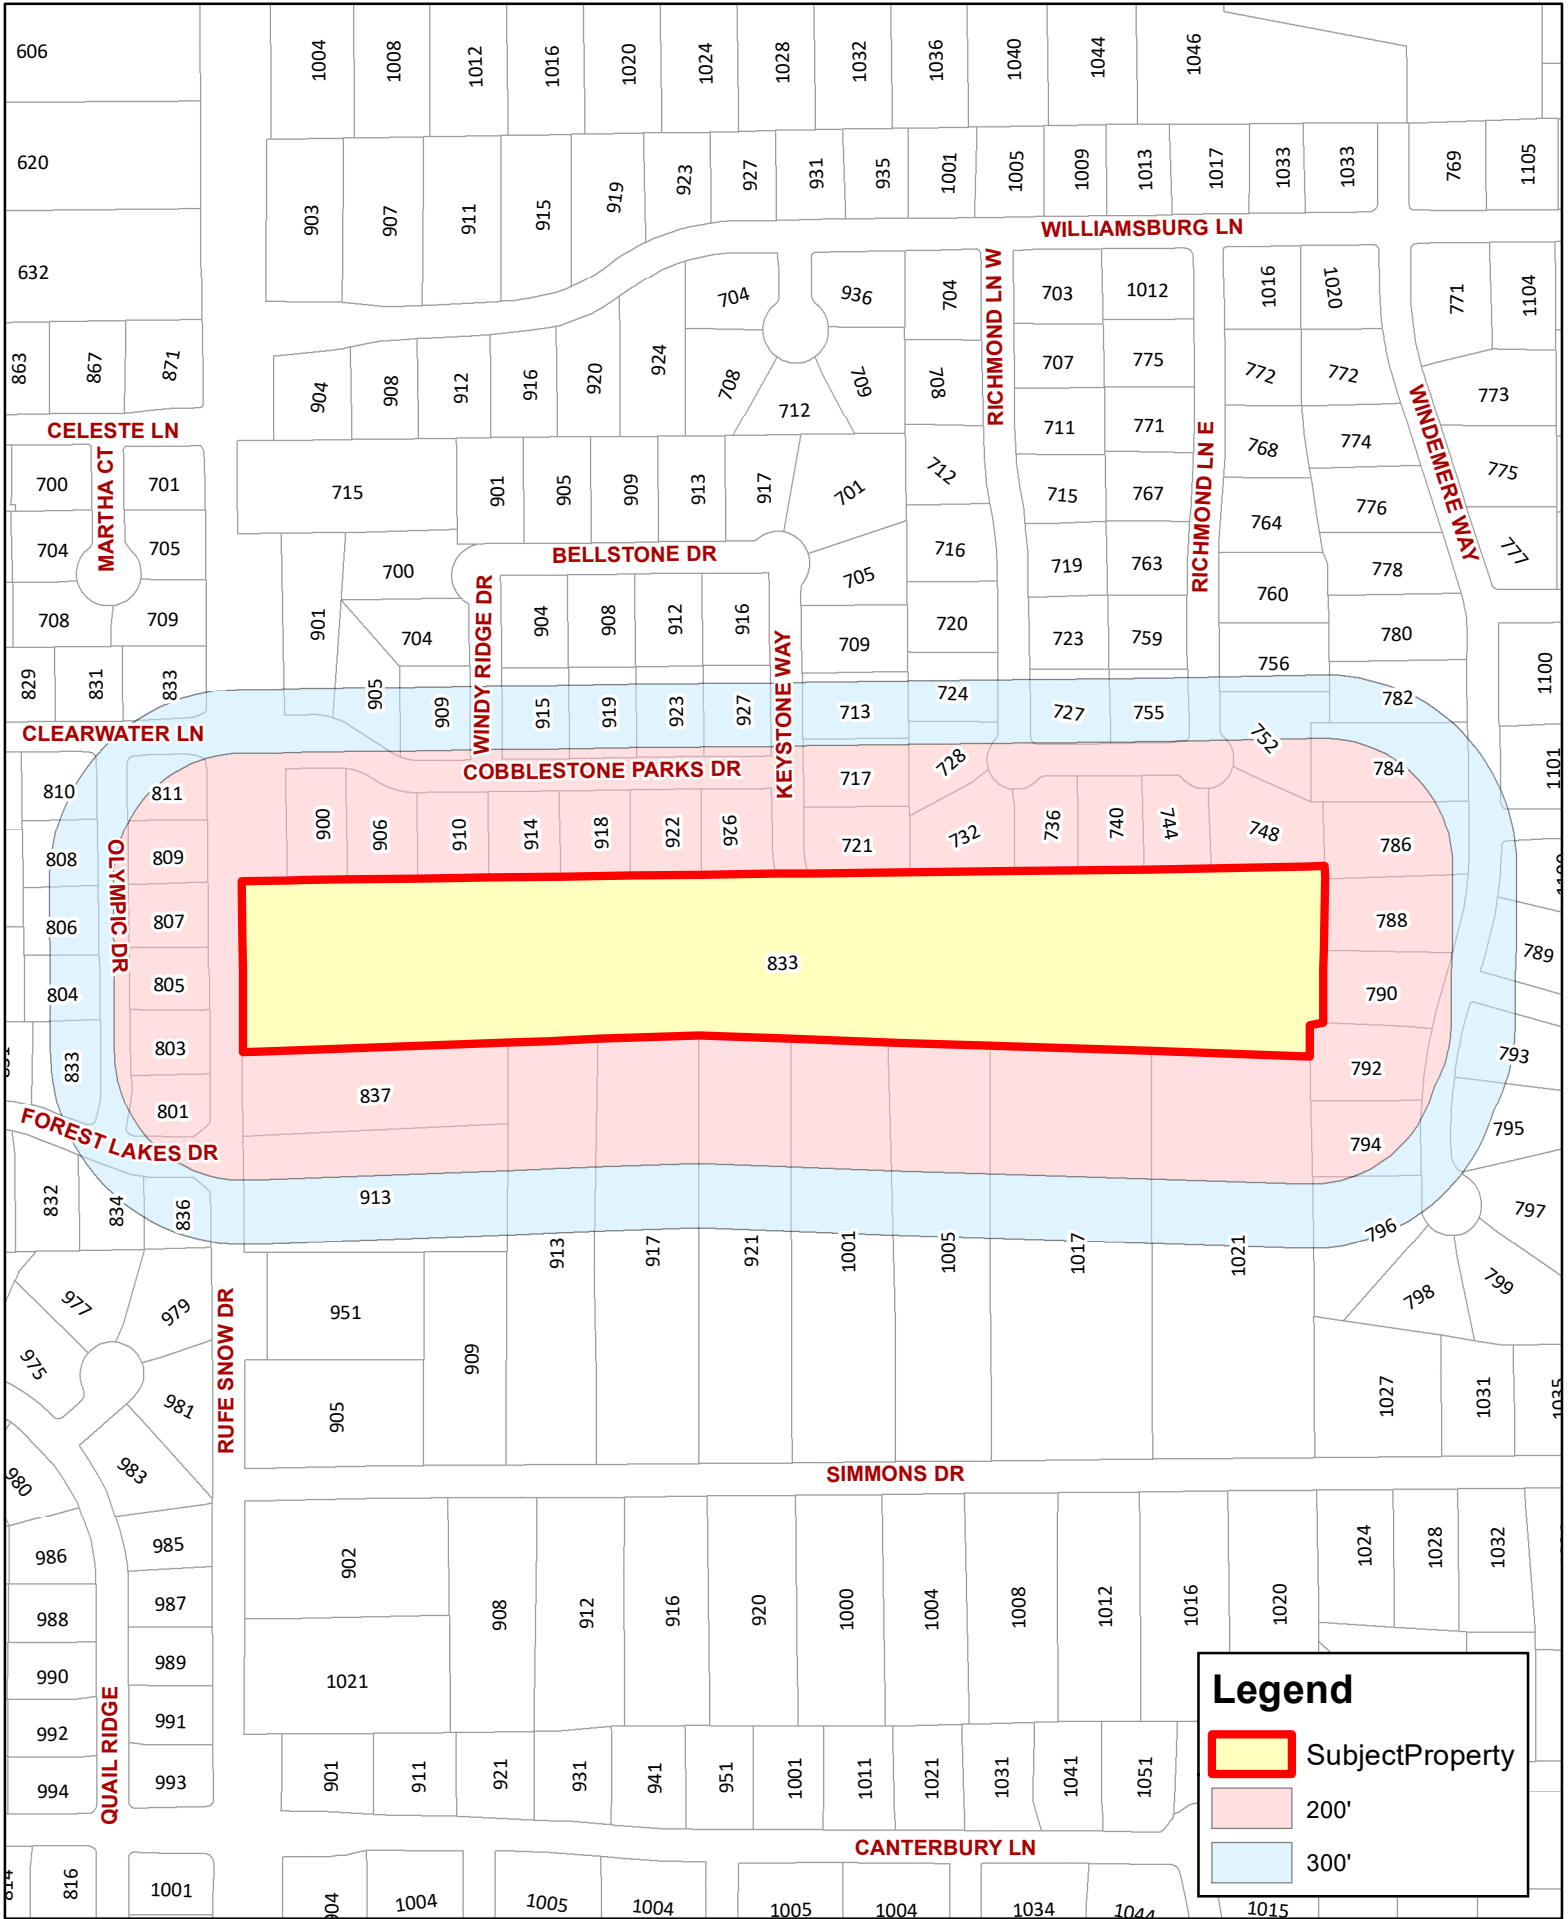 606
1004 1008 1012 1016 1020 1024 1028 1032 1036 1040 1044 1046
620
903 907 911 915 919 923 927 931 935 1001 1005 1009 1013 1017 1033 1033 769 1105
WILLIAMSBURG LN
632
704 936 704 RICHMOND LN W 703 1012 1016 1020 771 1104
863 867 871
904 908 912 916 920 924 708 712 709 708 707 775 772 772 773
CELESTE LN
711 771 768 774 WINDEMERE WAY 775
700 MARTHA CT 701
715 901 905 909 913 917 701 712 715 767 RICHMOND LN E 764 776
704 705
BELLSTONE DR
716 719 763 778 777
700 705 760
708 709
901 704 WINDY RIDGE DR 904 908 912 916 KEYSTONE WAY 709 720 723 759 756 780
829 831 833
905 909 915 919 923 927 713 724 727 755 752 782 1100
CLEARWATER LN
COBBLESTONE PARKS DR
717 728 784 1101
810 811
900 906 910 914 918 922 926 721 732 736 740 744 748 786
808 OLYMPIC DR 809
806 807
788
833
789
804 805
790
833 803
793
837
792
801
FOREST LAKES DR
794 795
832 834 836
913
797
913 917 921 1001 1005 1017 1021 796
977 979
951
798 799
975
RUFE SNOW DR
909
981
905
1027 1031 1035
983
980
SIMMONS DR
986 985
902
1024 1028 1032
988 987
908 912 916 920 1000 1004 1008 1012 1016 1020
990 989
1021
992 QUAIL RIDGE 991
994 993
901 911 921 931 941 951 1001 1011 1021 1031 1041 1051
CANTERBURY LN
814 816 1001
904 1004 1005 1004 1005 1004 1034 1044 1015
Legend
SubjectProperty
200'
300'